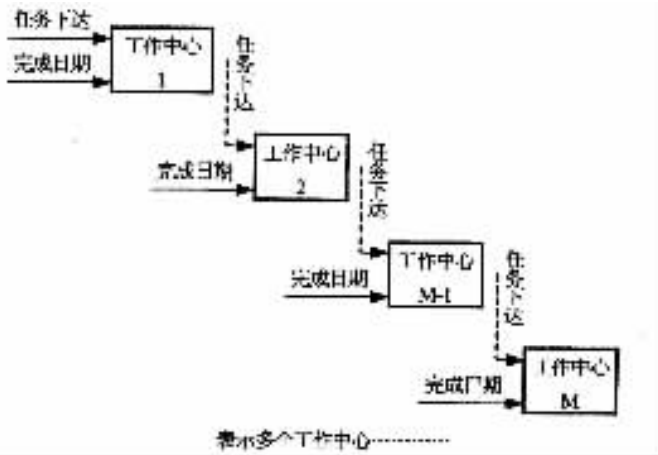 任务下达
完成日期
工作中心
1
任务下达
完成日期
工作中心
2
任务下达
完成日期
工作中心
M-1
任务下达
完成日期
工作中心
M
表示多个工作中心